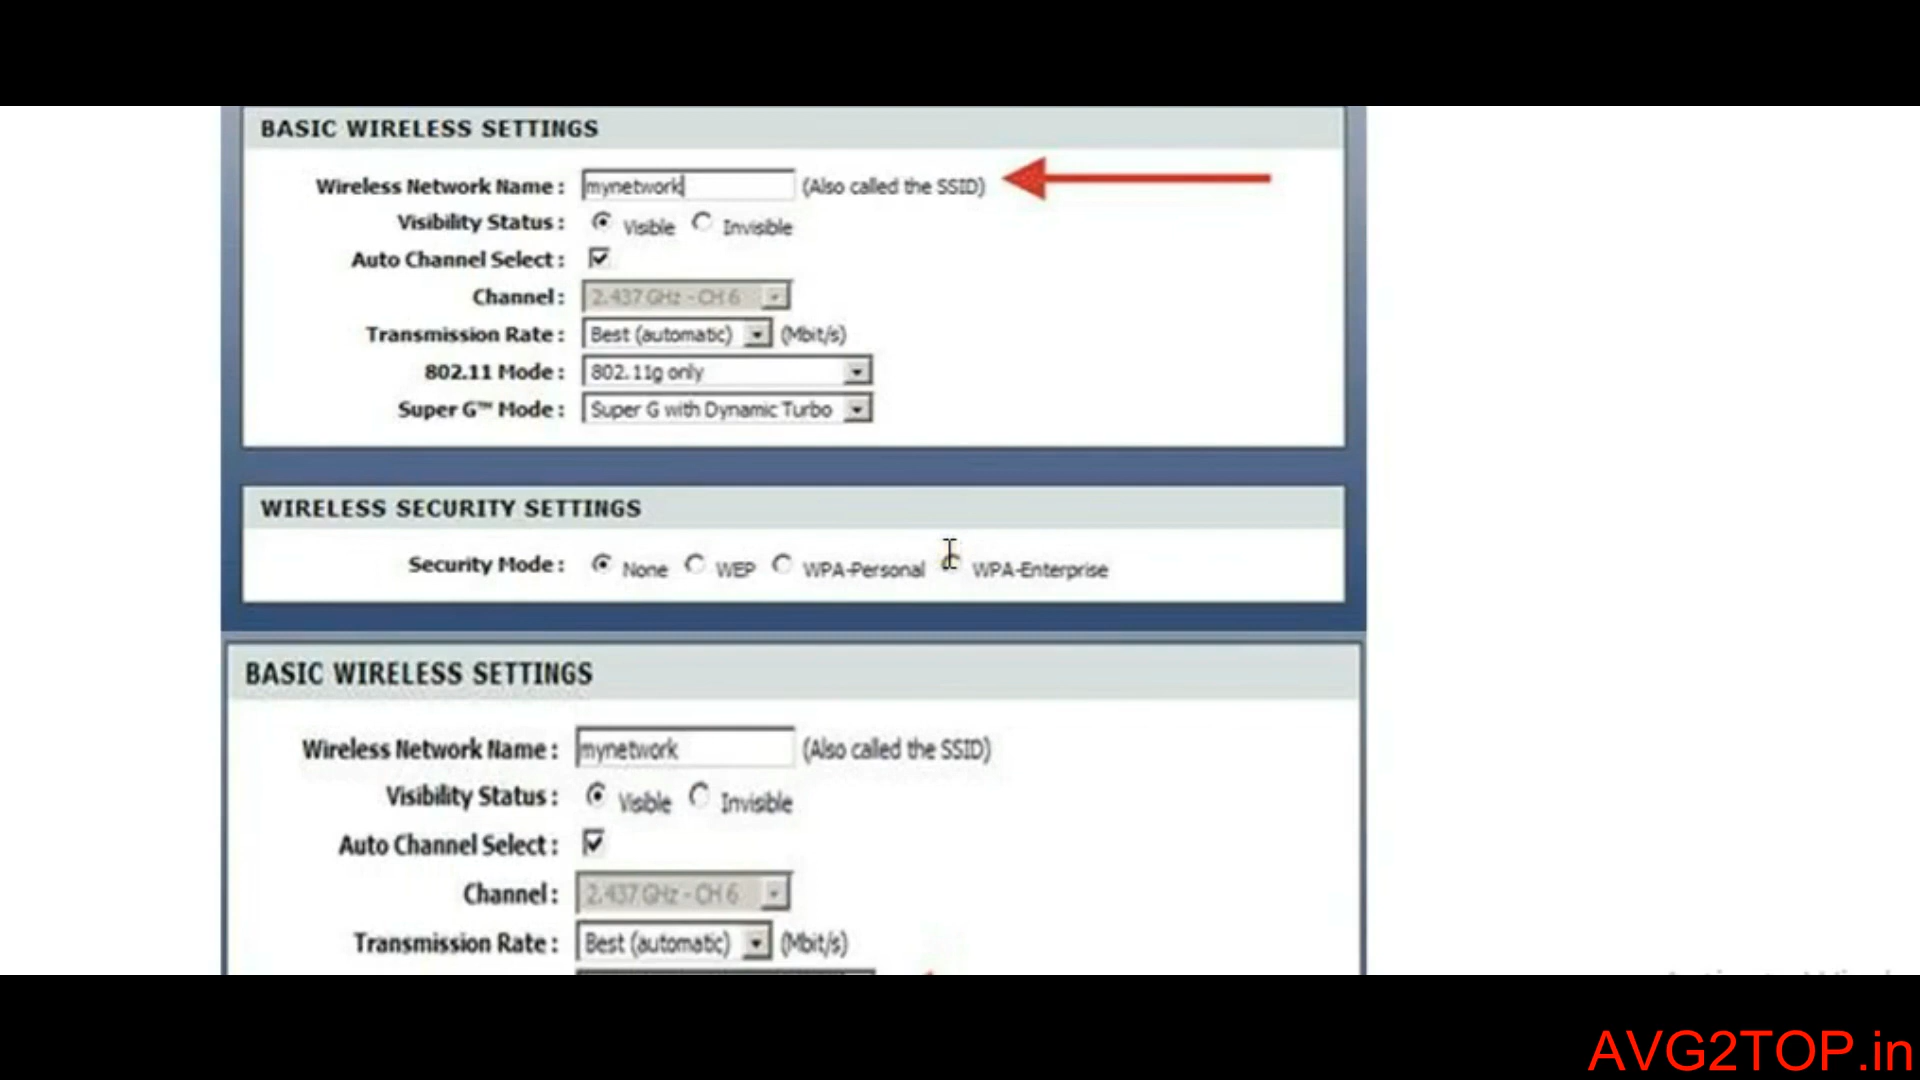 BASIC WIRELESS SETTINGS
Wireless Network Name : mynetwork (Also called the SSID)
Visibility Status : Visible Invisible
Auto Channel Select :
Channel : 2.437 GHz - CH 6
Transmission Rate : Best (automatic) (Mbit/s)
802.11 Mode : 802.11g only
Super G™ Mode : Super G with Dynamic Turbo
WIRELESS SECURITY SETTINGS
Security Mode : None WEP WPA-Personal WPA-Enterprise
BASIC WIRELESS SETTINGS
Wireless Network Name : mynetwork (Also called the SSID)
Visibility Status : Visible Invisible
Auto Channel Select :
Channel : 2.437 GHz - CH 6
Transmission Rate : Best (automatic) (Mbit/s)
AVG2TOP.in